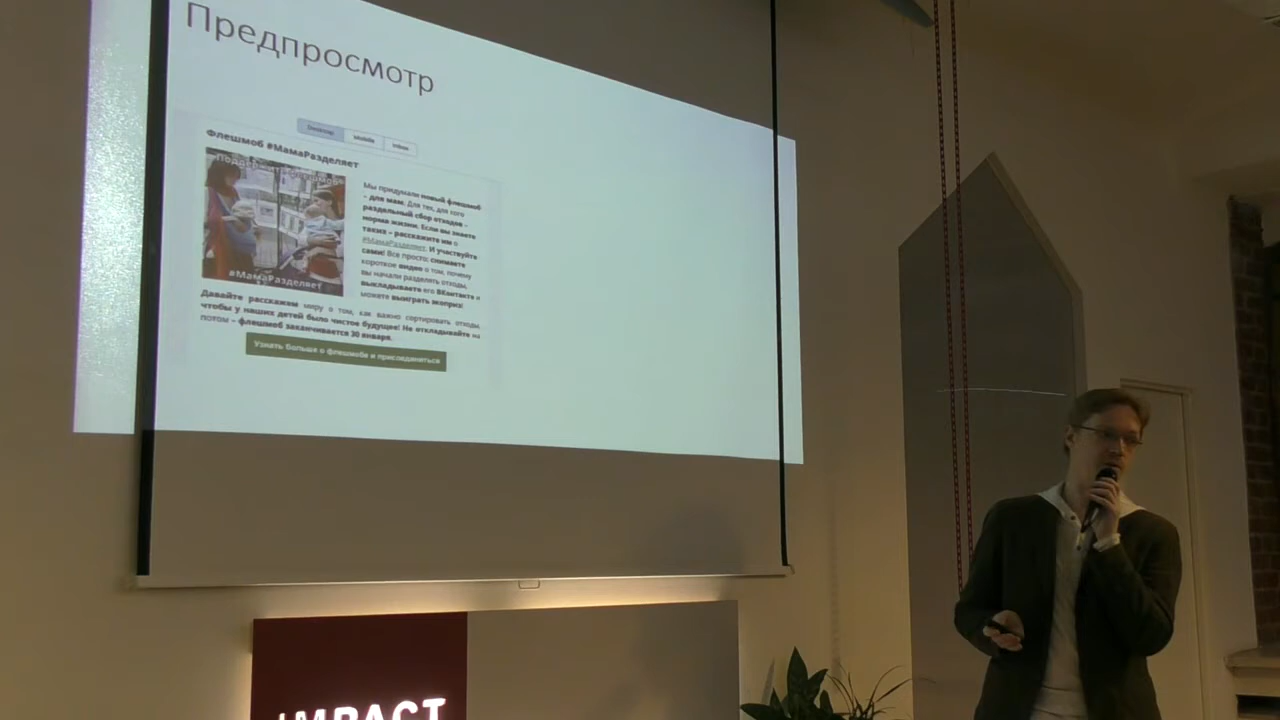 Предпросмотр
Desktop Mobile Inbox
Флешмоб #МамаРазделяет
#МамаРазделяет
Мы придумали новый флешмоб
– для мам. Для тех, для кого
раздельный сбор отходов –
норма жизни. Если вы знаете
таких – расскажите им о
#МамаРазделяет. И участвуйте
сами! Все просто: снимаете
короткое видео о том, почему
вы начали разделять отходы,
выкладываете его ВКонтакте и
можете выиграть экоприз!
Давайте расскажем миру о том, как важно сортировать отходы,
чтобы у наших детей было чистое будущее! Не откладывайте на
потом – флешмоб заканчивается 30 января.
Узнать больше о флешмобе и присоединиться
IMPACT